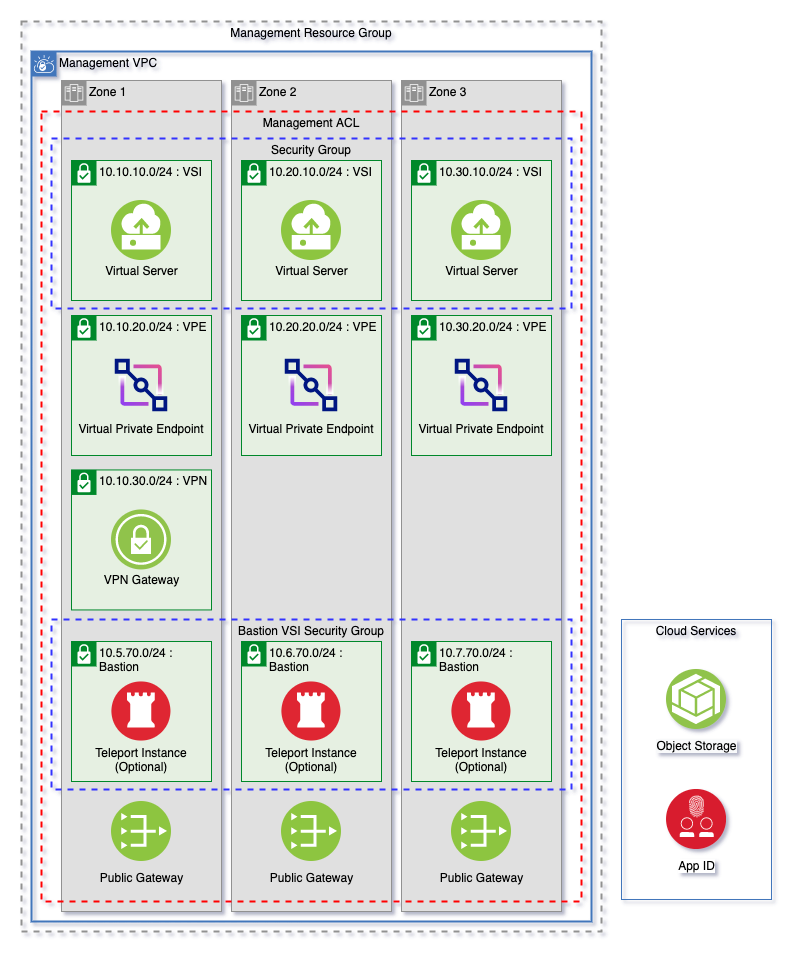 Management Resource Group
Management VPC
Zone 1
Zone 2
Zone 3
Management ACL
Security Group
10.10.10.0/24 : VSI
10.20.10.0/24 : VSI
10.30.10.0/24 : VSI
Virtual Server
Virtual Server
Virtual Server
10.10.20.0/24 : VPE
10.20.20.0/24 : VPE
10.30.20.0/24 : VPE
Virtual Private Endpoint
Virtual Private Endpoint
Virtual Private Endpoint
10.10.30.0/24 : VPN
VPN Gateway
Bastion VSI Security Group
10.5.70.0/24 :
Bastion
10.6.70.0/24 :
Bastion
10.7.70.0/24 :
Bastion
Teleport Instance
(Optional)
Teleport Instance
(Optional)
Teleport Instance
(Optional)
Public Gateway
Public Gateway
Public Gateway
Cloud Services
Object Storage
App ID